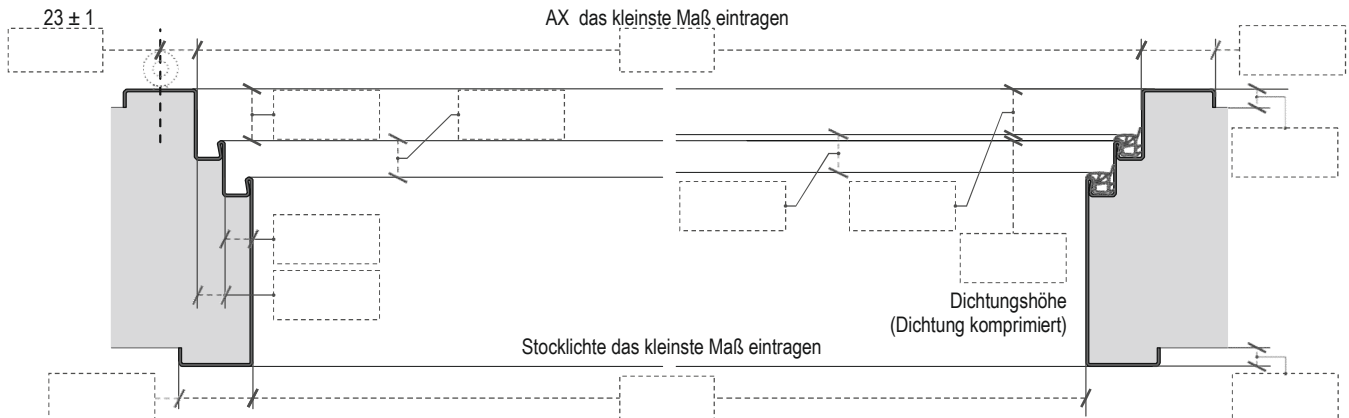 23 ± 1
AX das kleinste Maß eintragen
Dichtungshöhe
(Dichtung komprimiert)
Stocklichte das kleinste Maß eintragen